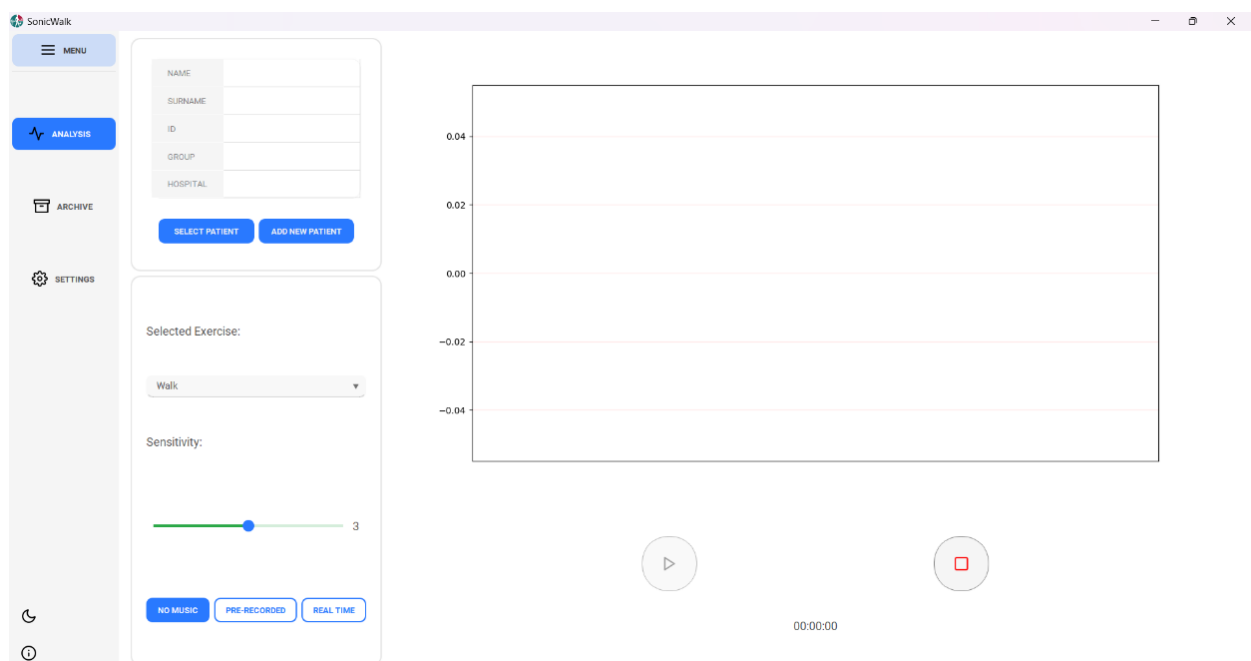 SonicWalk
MENU
ANALYSIS
ARCHIVE
SETTINGS
NAME
SURNAME
ID
GROUP
HOSPITAL
SELECT PATIENT
ADD NEW PATIENT
Selected Exercise:
Walk
Sensitivity:
3
NO MUSIC
PRE-RECORDED
REAL TIME
0.04
0.02
0.00
−0.02
−0.04
00:00:00